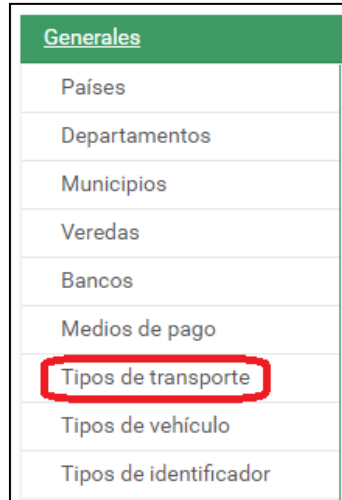 Generales
Países
Departamentos
Municipios
Veredas
Bancos
Medios de pago
Tipos de transporte
Tipos de vehículo
Tipos de identificador